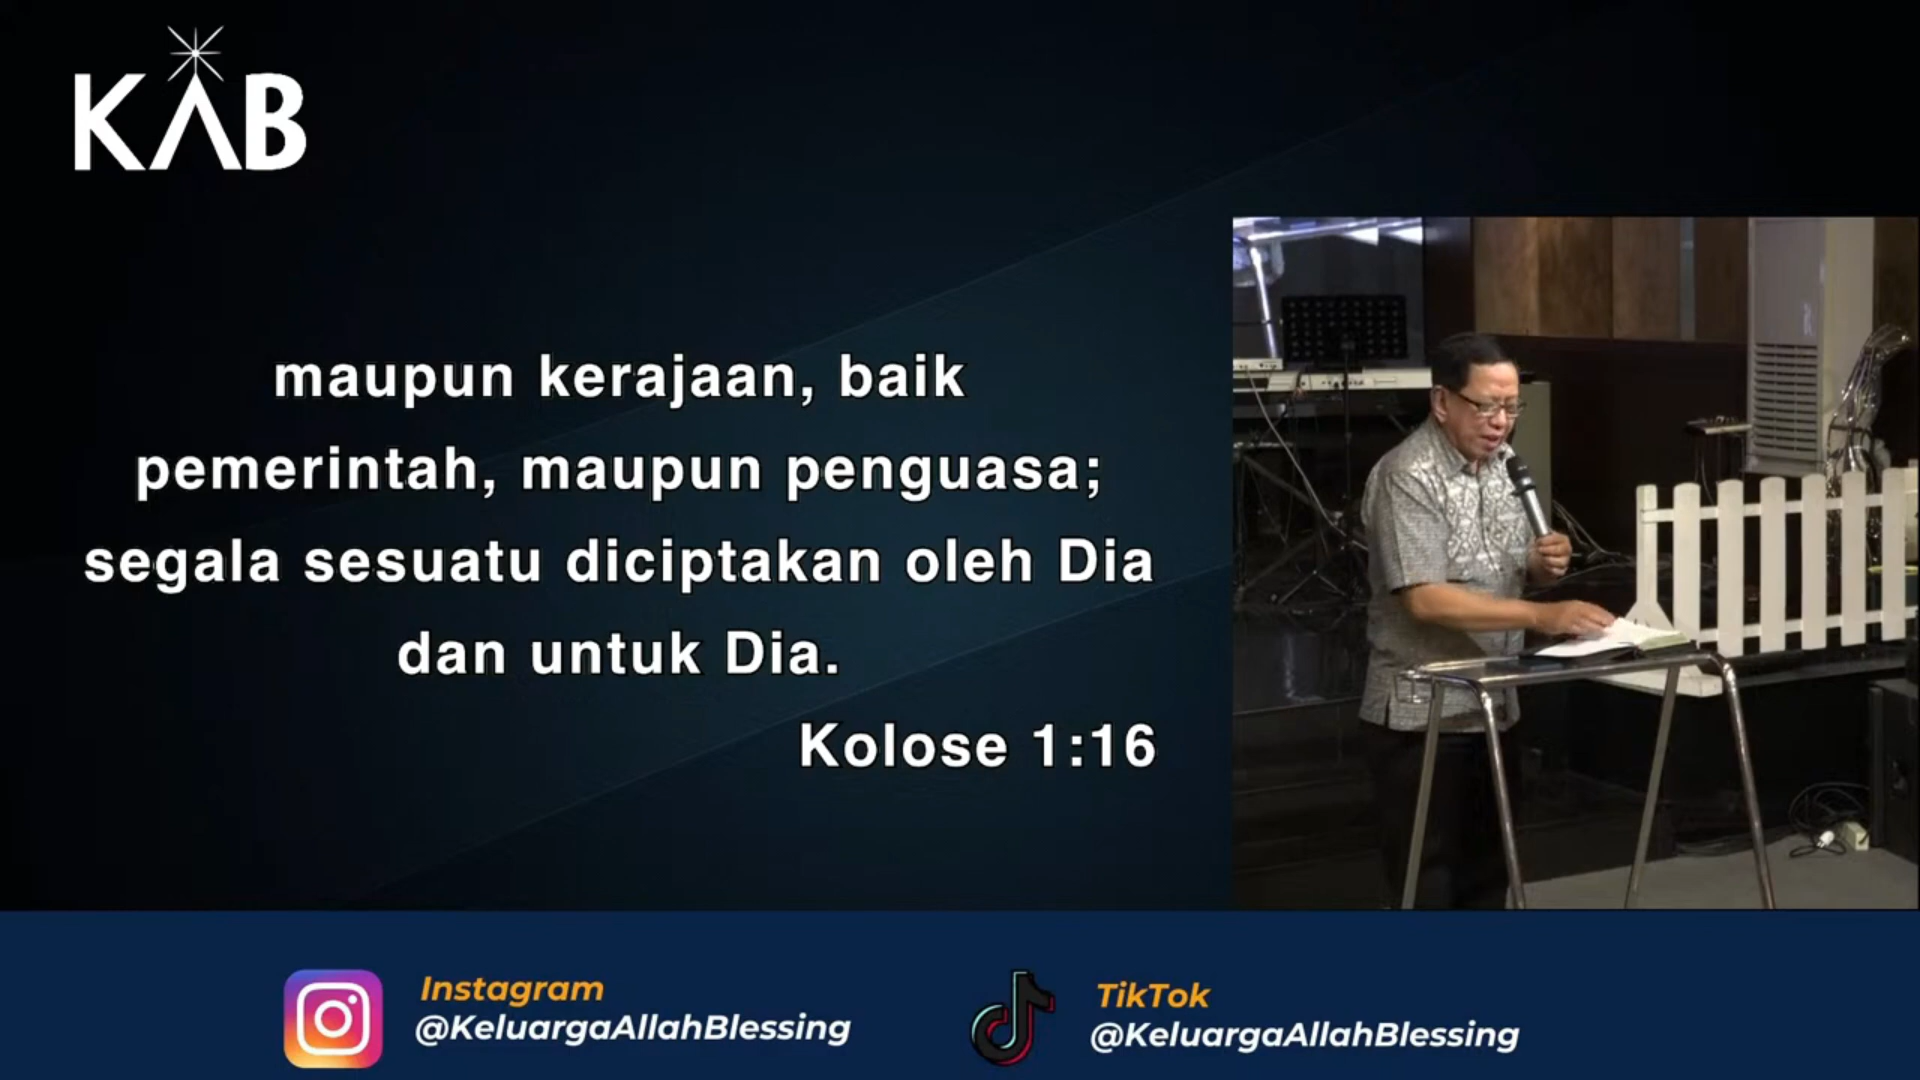 KAB
maupun kerajaan, baik
pemerintah, maupun penguasa;
segala sesuatu diciptakan oleh Dia
dan untuk Dia.
Kolose 1:16
Instagram
@KeluargaAllahBlessing
TikTok
@KeluargaAllahBlessing